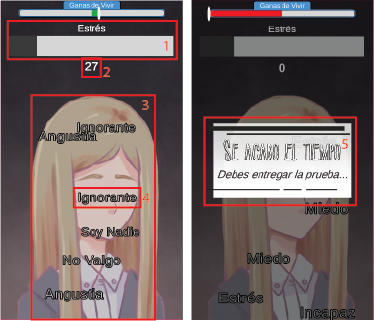 Ganas de Vivir
Estrés
1
27
2
3
Ignorante
Angustia
Ignorante
4
Soy Nadie
No Valgo
Angustia
Ganas de Vivir
Estrés
0
5
SE ACABO EL TIEMPO
Debes entregar la prueba...
Miedo
Miedo
Estrés
Incapaz